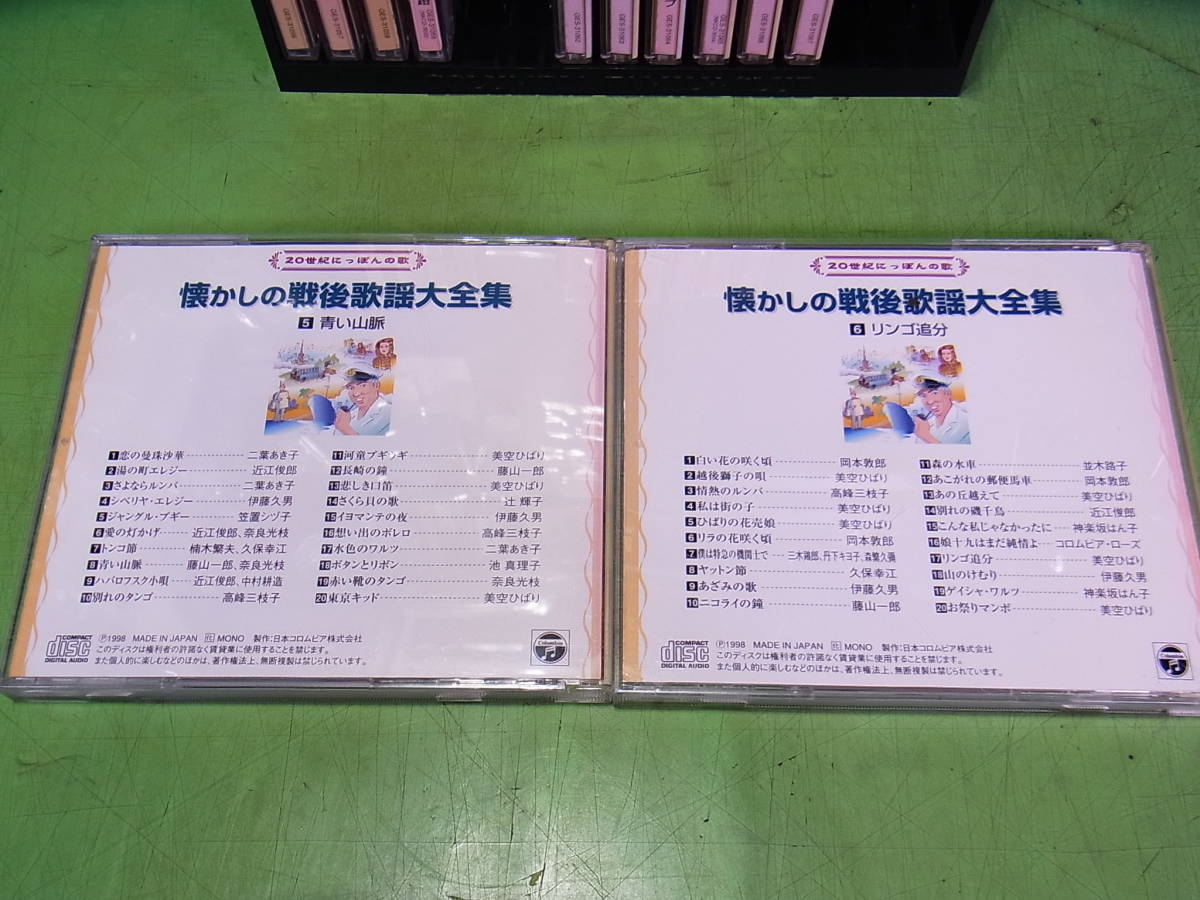 20世紀にっぽんの歌
懐かしの戦後歌謡大全集
5 青い山脈
1 恋の曼珠沙華 二葉あき子
2 湯の町エレジー 近江俊郎
3 さよならルンバ 二葉あき子
4 シベリヤ・エレジー 伊藤久男
5 ジャングル・ブギー 笠置シヅ子
6 愛の灯かげ 近江俊郎、奈良光枝
7 トンコ節 楠木繁夫、久保幸江
8 青い山脈 藤山一郎、奈良光枝
9 ハバロフスク小唄 近江俊郎、中村耕造
10 別れのタンゴ 高峰三枝子
11 河童ブギウギ 美空ひばり
12 長崎の鐘 藤山一郎
13 悲しき口笛 美空ひばり
14 さくら貝の歌 辻 輝子
15 イヨマンテの夜 伊藤久男
16 想い出のボレロ 高峰三枝子
17 水色のワルツ 二葉あき子
18 ボタンとリボン 池 真理子
19 赤い靴のタンゴ 奈良光枝
20 東京キッド 美空ひばり
COMPACT disc DIGITAL AUDIO
Ⓟ1998 MADE IN JAPAN MONO 製作:日本コロムビア株式会社
このディスクは権利者の許諾なく賃貸業に使用することを禁じます。
また個人的に楽しむなどのほかは、著作権法上、無断複製は禁じられています。
Columbia
20世紀にっぽんの歌
懐かしの戦後歌謡大全集
6 リンゴ追分
1 白い花の咲く頃 岡本敦郎
2 越後獅子の唄 美空ひばり
3 情熱のルンバ 高峰三枝子
4 私は街の子 美空ひばり
5 ひばりの花売娘 美空ひばり
6 リラの花咲く頃 岡本敦郎
7 僕は特急の機関士で 三木鶏郎、丹下キヨ子、森繁久彌
8 ヤットン節 久保幸江
9 あざみの歌 伊藤久男
10 ニコライの鐘 藤山一郎
11 森の水車 並木路子
12 あこがれの郵便馬車 岡本敦郎
13 あの丘越えて 美空ひばり
14 別れの磯千鳥 近江俊郎
15 こんな私じゃなかったに 神楽坂はん子
16 娘十九はまだ純情よ コロムビア・ローズ
17 リンゴ追分 美空ひばり
18 山のけむり 伊藤久男
19 ゲイシャ・ワルツ 神楽坂はん子
20 お祭りマンボ 美空ひばり
COMPACT disc DIGITAL AUDIO
Ⓟ1998 MADE IN JAPAN MONO 製作:日本コロムビア株式会社
このディスクは権利者の許諾なく賃貸業に使用することを禁じます。
また個人的に楽しむなどのほかは、著作権法上、無断複製は禁じられています。
Columbia